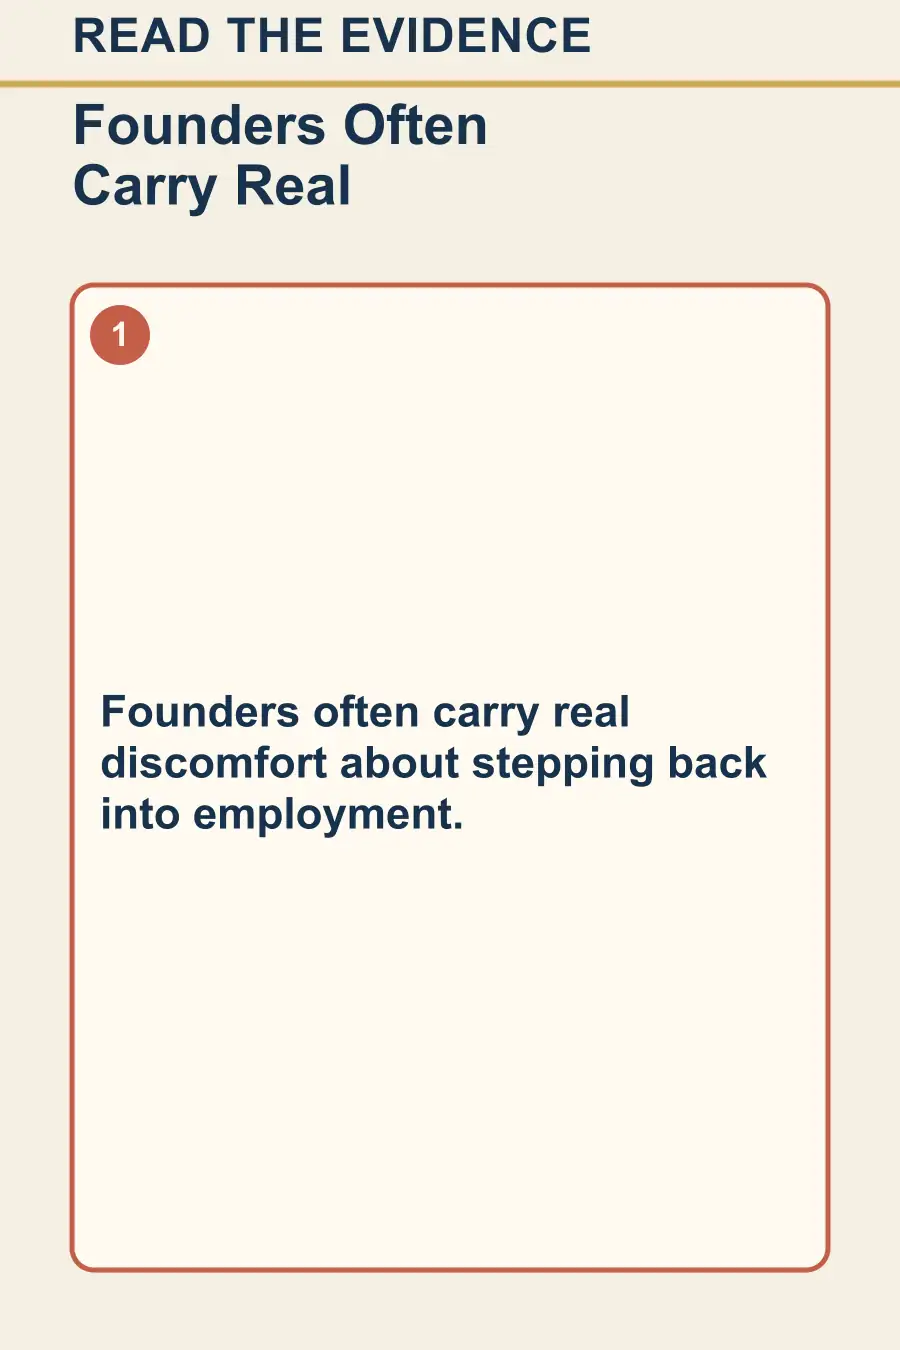 READ THE EVIDENCE
Founders Often
Carry Real
1
Founders often carry real
discomfort about stepping back
into employment.